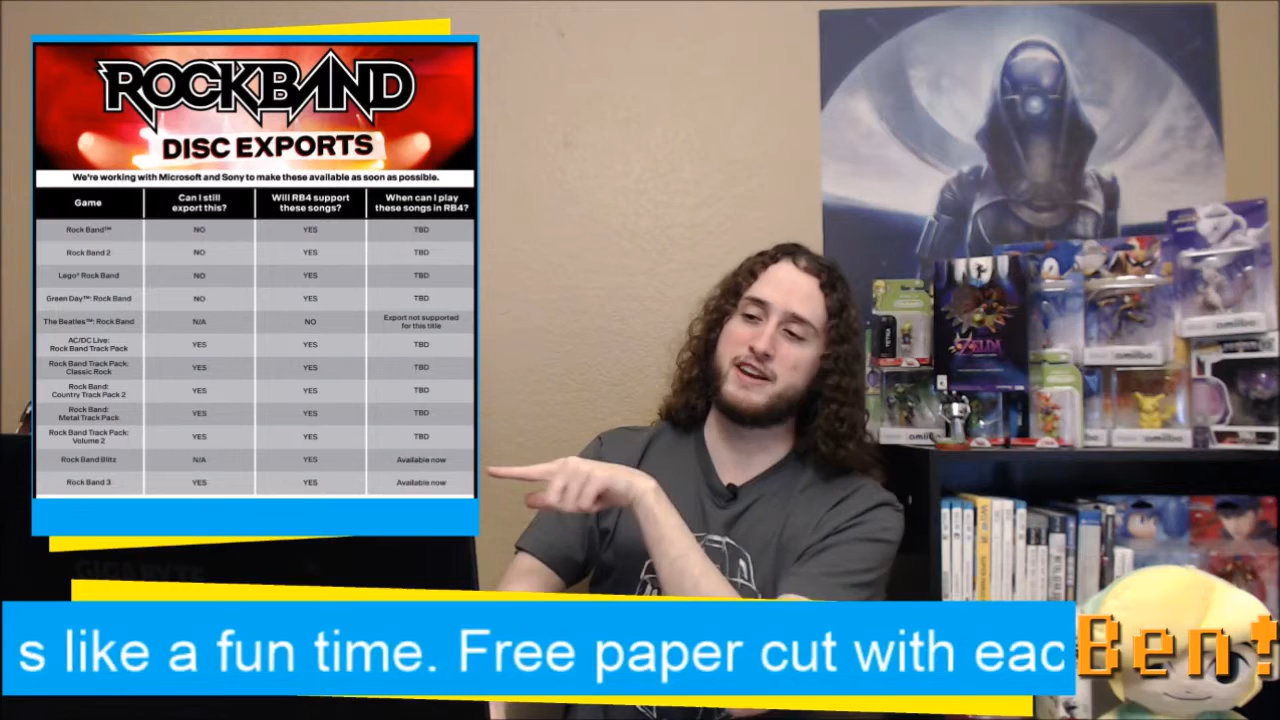 ROCKBAND
DISC EXPORTS
We're working with Microsoft and Sony to make these available as soon as possible.
Game
Can I still
export this?
Will RB4 support
these songs?
When can I play
these songs in RB4?
Rock Band™ NO YES TBD
Rock Band 2 NO YES TBD
Lego® Rock Band NO YES TBD
Green Day™: Rock Band NO YES TBD
The Beatles™: Rock Band N/A NO Export not supported
for this title
AC/DC Live:
Rock Band Track Pack YES YES TBD
Rock Band Track Pack:
Classic Rock YES YES TBD
Rock Band:
Country Track Pack 2 YES YES TBD
Rock Band:
Metal Track Pack YES YES TBD
Rock Band Track Pack:
Volume 2 YES YES TBD
Rock Band Blitz N/A YES Available now
Rock Band 3 YES YES Available now
ZELDA
amiibo
amiibo
amiibo
GIGABYTE
s like a fun time. Free paper cut with eac
Ben!